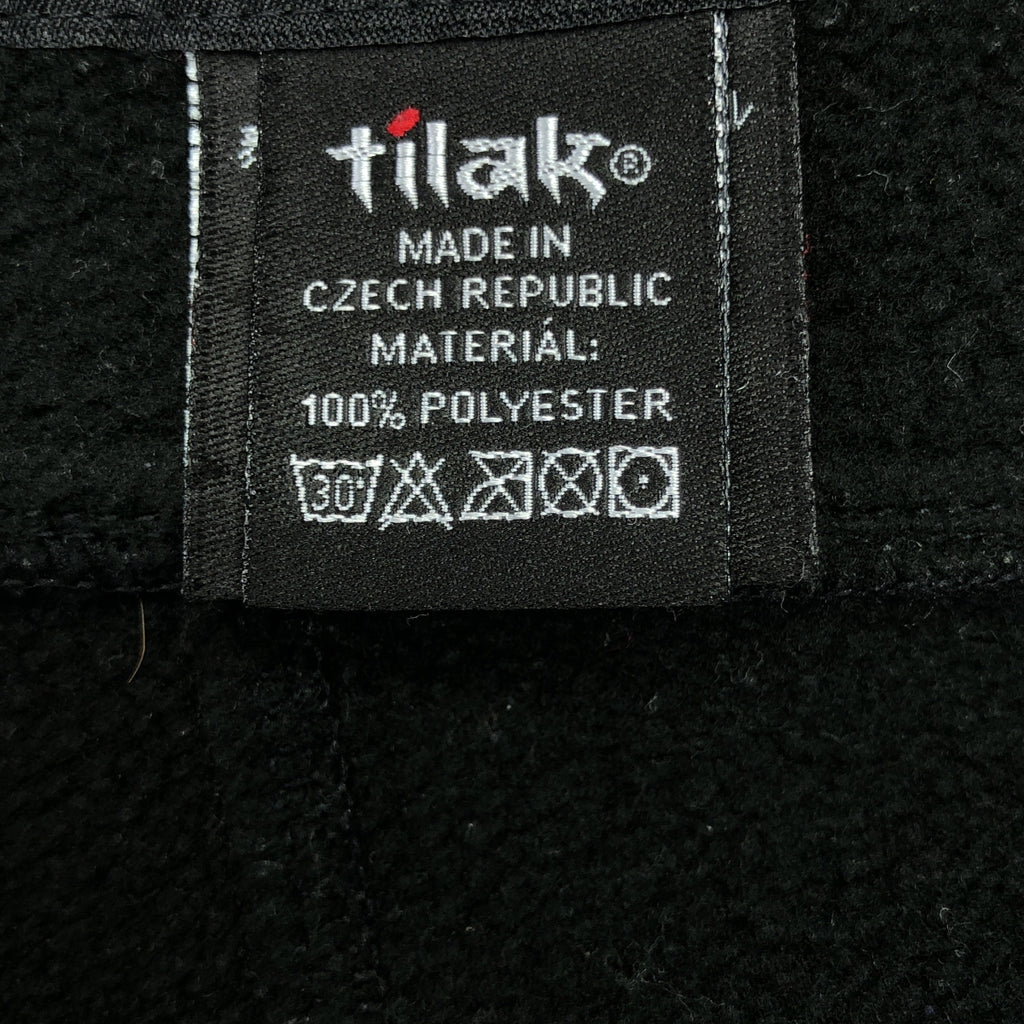 tilak®
MADE IN
CZECH REPUBLIC
MATERIÁL:
100% POLYESTER
30°